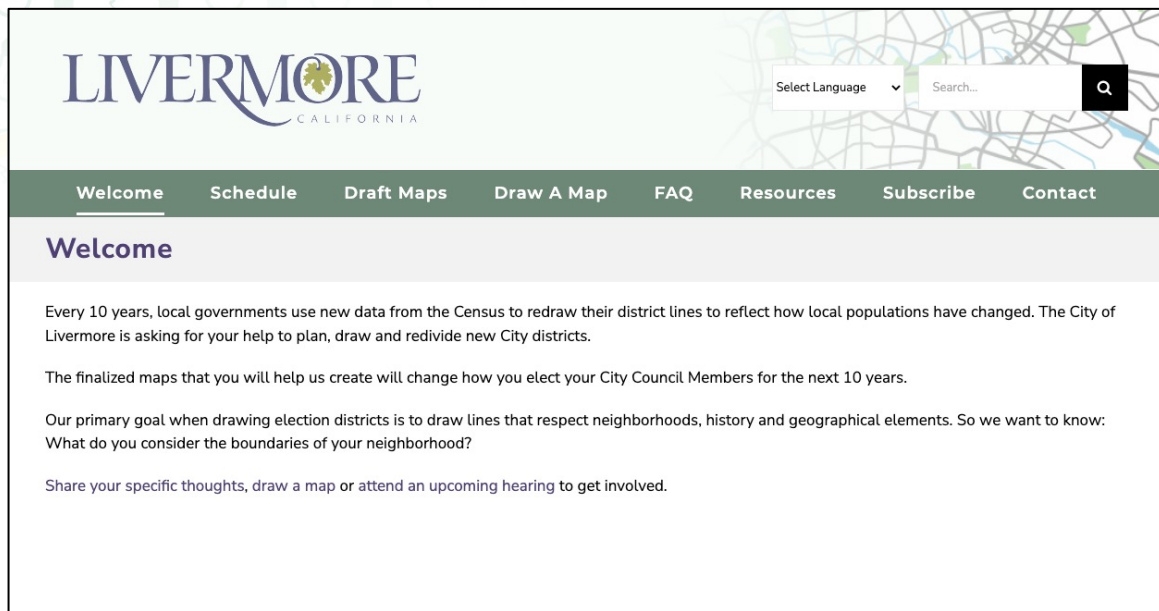 LIVERMORE
CALIFORNIA
Select Language
Search...
Welcome Schedule Draft Maps Draw A Map FAQ Resources Subscribe Contact
Welcome
Every 10 years, local governments use new data from the Census to redraw their district lines to reflect how local populations have changed. The City of
Livermore is asking for your help to plan, draw and redivide new City districts.
The finalized maps that you will help us create will change how you elect your City Council Members for the next 10 years.
Our primary goal when drawing election districts is to draw lines that respect neighborhoods, history and geographical elements. So we want to know:
What do you consider the boundaries of your neighborhood?
Share your specific thoughts, draw a map or attend an upcoming hearing to get involved.